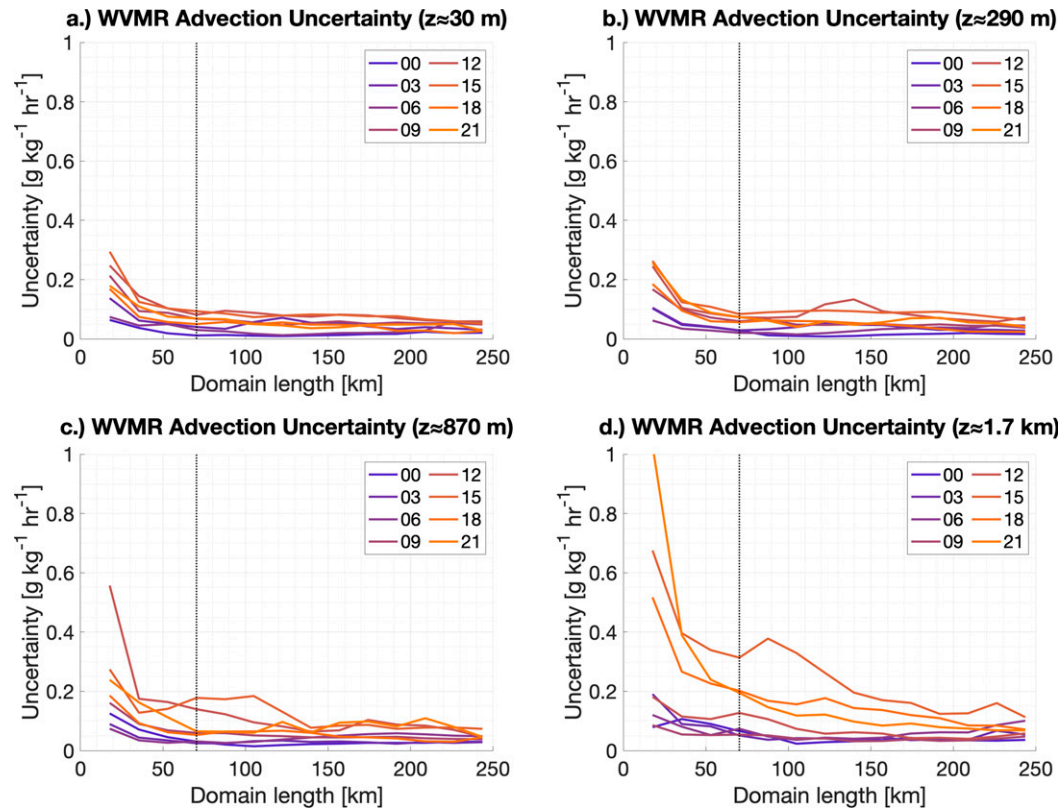 a.) WVMR Advection Uncertainty (z≈30 m)
1
0.8
0.6
0.4
0.2
0
Uncertainty [g kg⁻¹ hr⁻¹]
00 12
03 15
06 18
09 21
0 50 100 150 200 250
Domain length [km]
b.) WVMR Advection Uncertainty (z≈290 m)
1
0.8
0.6
0.4
0.2
0
Uncertainty [g kg⁻¹ hr⁻¹]
00 12
03 15
06 18
09 21
0 50 100 150 200 250
Domain length [km]
c.) WVMR Advection Uncertainty (z≈870 m)
1
0.8
0.6
0.4
0.2
0
Uncertainty [g kg⁻¹ hr⁻¹]
00 12
03 15
06 18
09 21
0 50 100 150 200 250
Domain length [km]
d.) WVMR Advection Uncertainty (z≈1.7 km)
1
0.8
0.6
0.4
0.2
0
Uncertainty [g kg⁻¹ hr⁻¹]
00 12
03 15
06 18
09 21
0 50 100 150 200 250
Domain length [km]